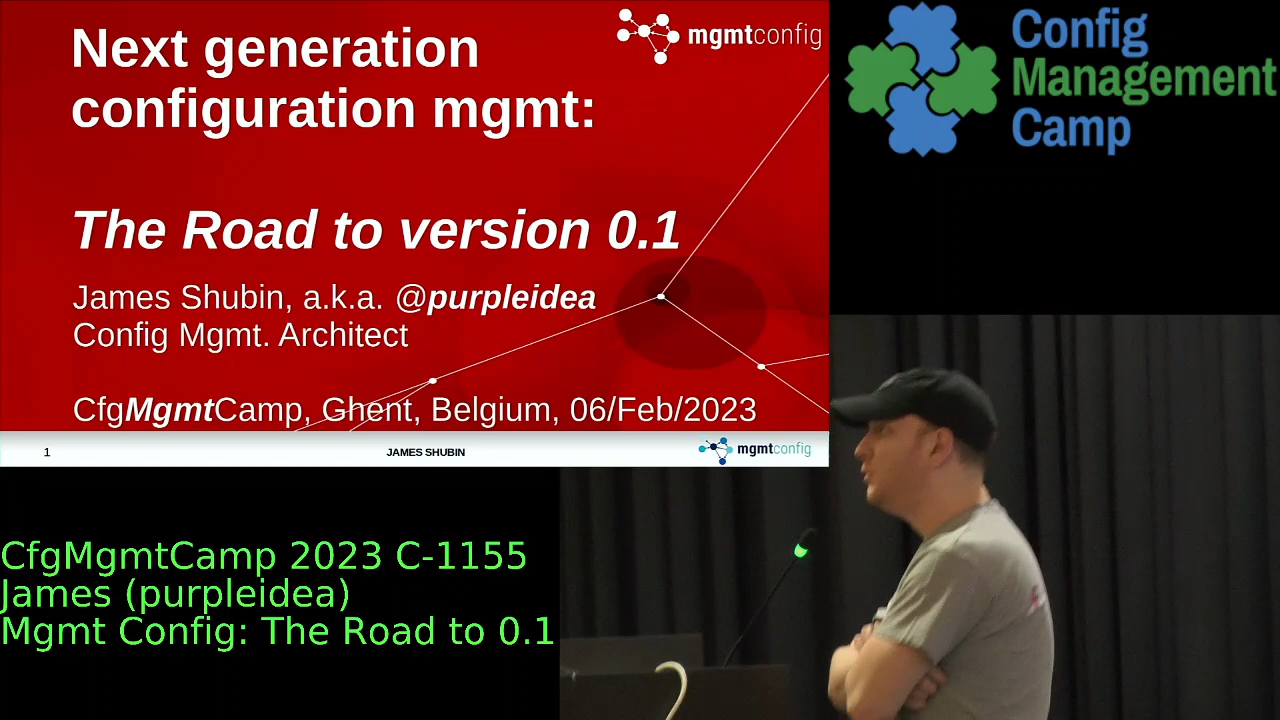 Next generation
configuration mgmt:
The Road to version 0.1
James Shubin, a.k.a. @purpleidea
Config Mgmt. Architect
CfgMgmtCamp, Ghent, Belgium, 06/Feb/2023
1
JAMES SHUBIN
mgmtconfig
mgmtconfig
Config
Management
Camp
CfgMgmtCamp 2023 C-1155
James (purpleidea)
Mgmt Config: The Road to 0.1